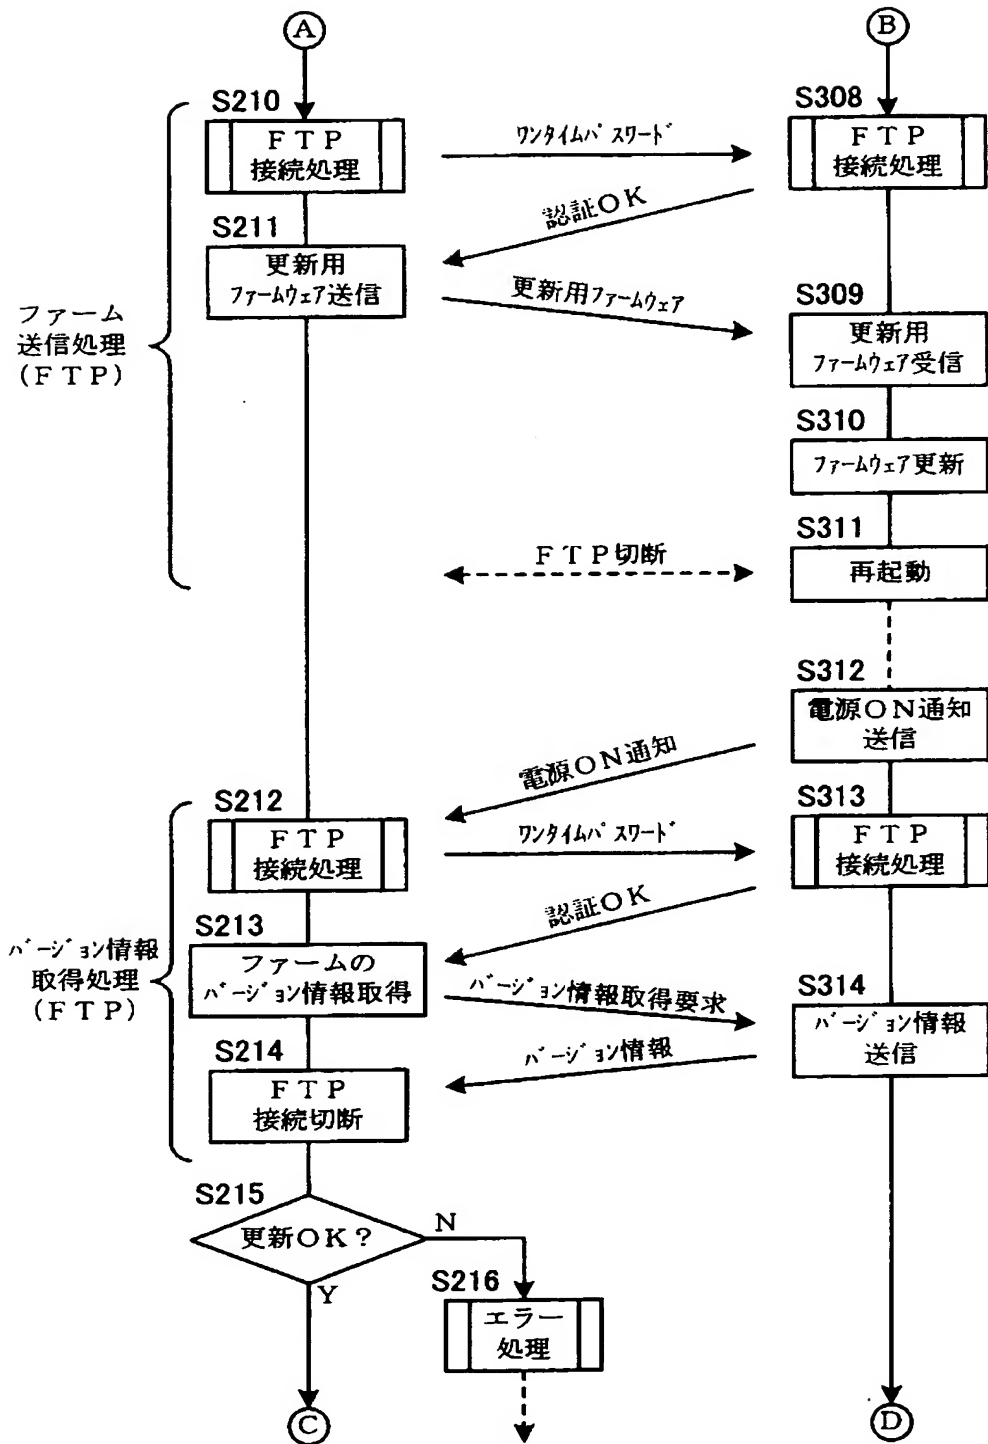 A
B
S210
FTP
接続処理
ワンタイムパスワード
S308
FTP
接続処理
認証OK
S211
更新用
ファームウェア送信
更新用ファームウェア
S309
更新用
ファームウェア受信
ファーム
送信処理
(FTP)
S310
ファームウェア更新
S311
再起動
FTP切断
S312
電源ON通知
送信
電源ON通知
S212
FTP
接続処理
ワンタイムパスワード
S313
FTP
接続処理
認証OK
S213
ファームの
バージョン情報取得
バージョン情報取得要求
S314
バージョン情報
送信
バージョン情報
バージョン情報
取得処理
(FTP)
S214
FTP
接続切断
S215
更新OK?
N
Y
S216
エラー
処理
C
D